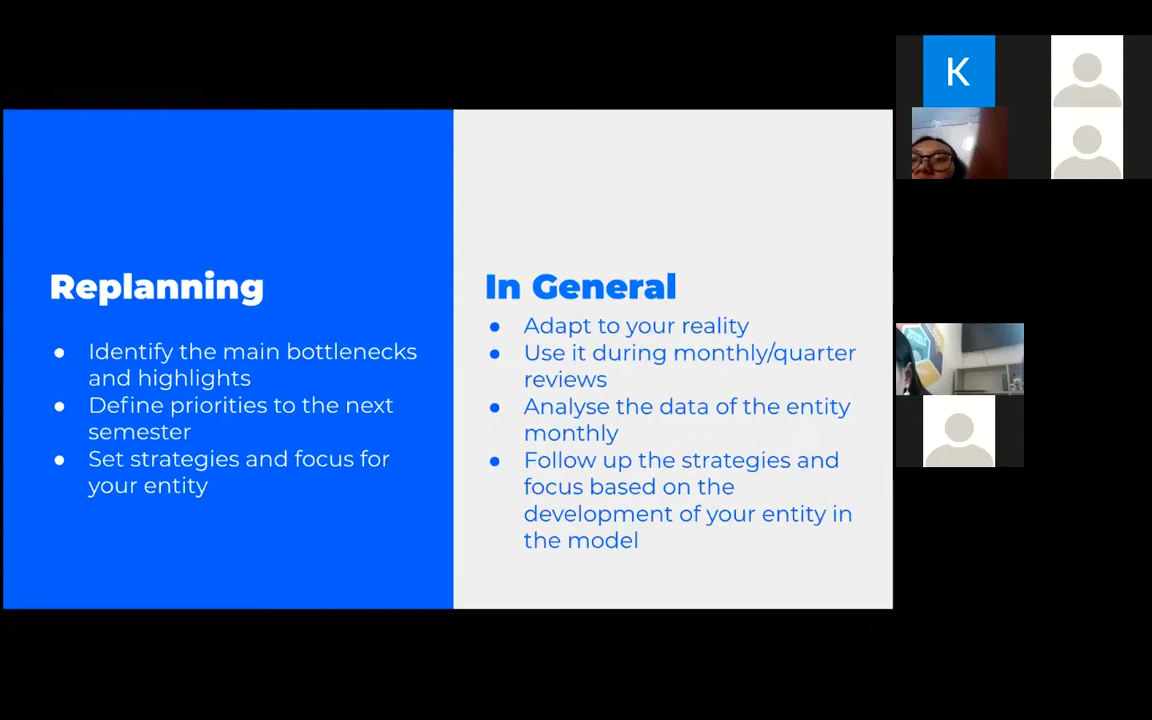 Replanning
● Identify the main bottlenecks
and highlights
● Define priorities to the next
semester
● Set strategies and focus for
your entity
In General
● Adapt to your reality
● Use it during monthly/quarter
reviews
● Analyse the data of the entity
monthly
● Follow up the strategies and
focus based on the
development of your entity in
the model
K